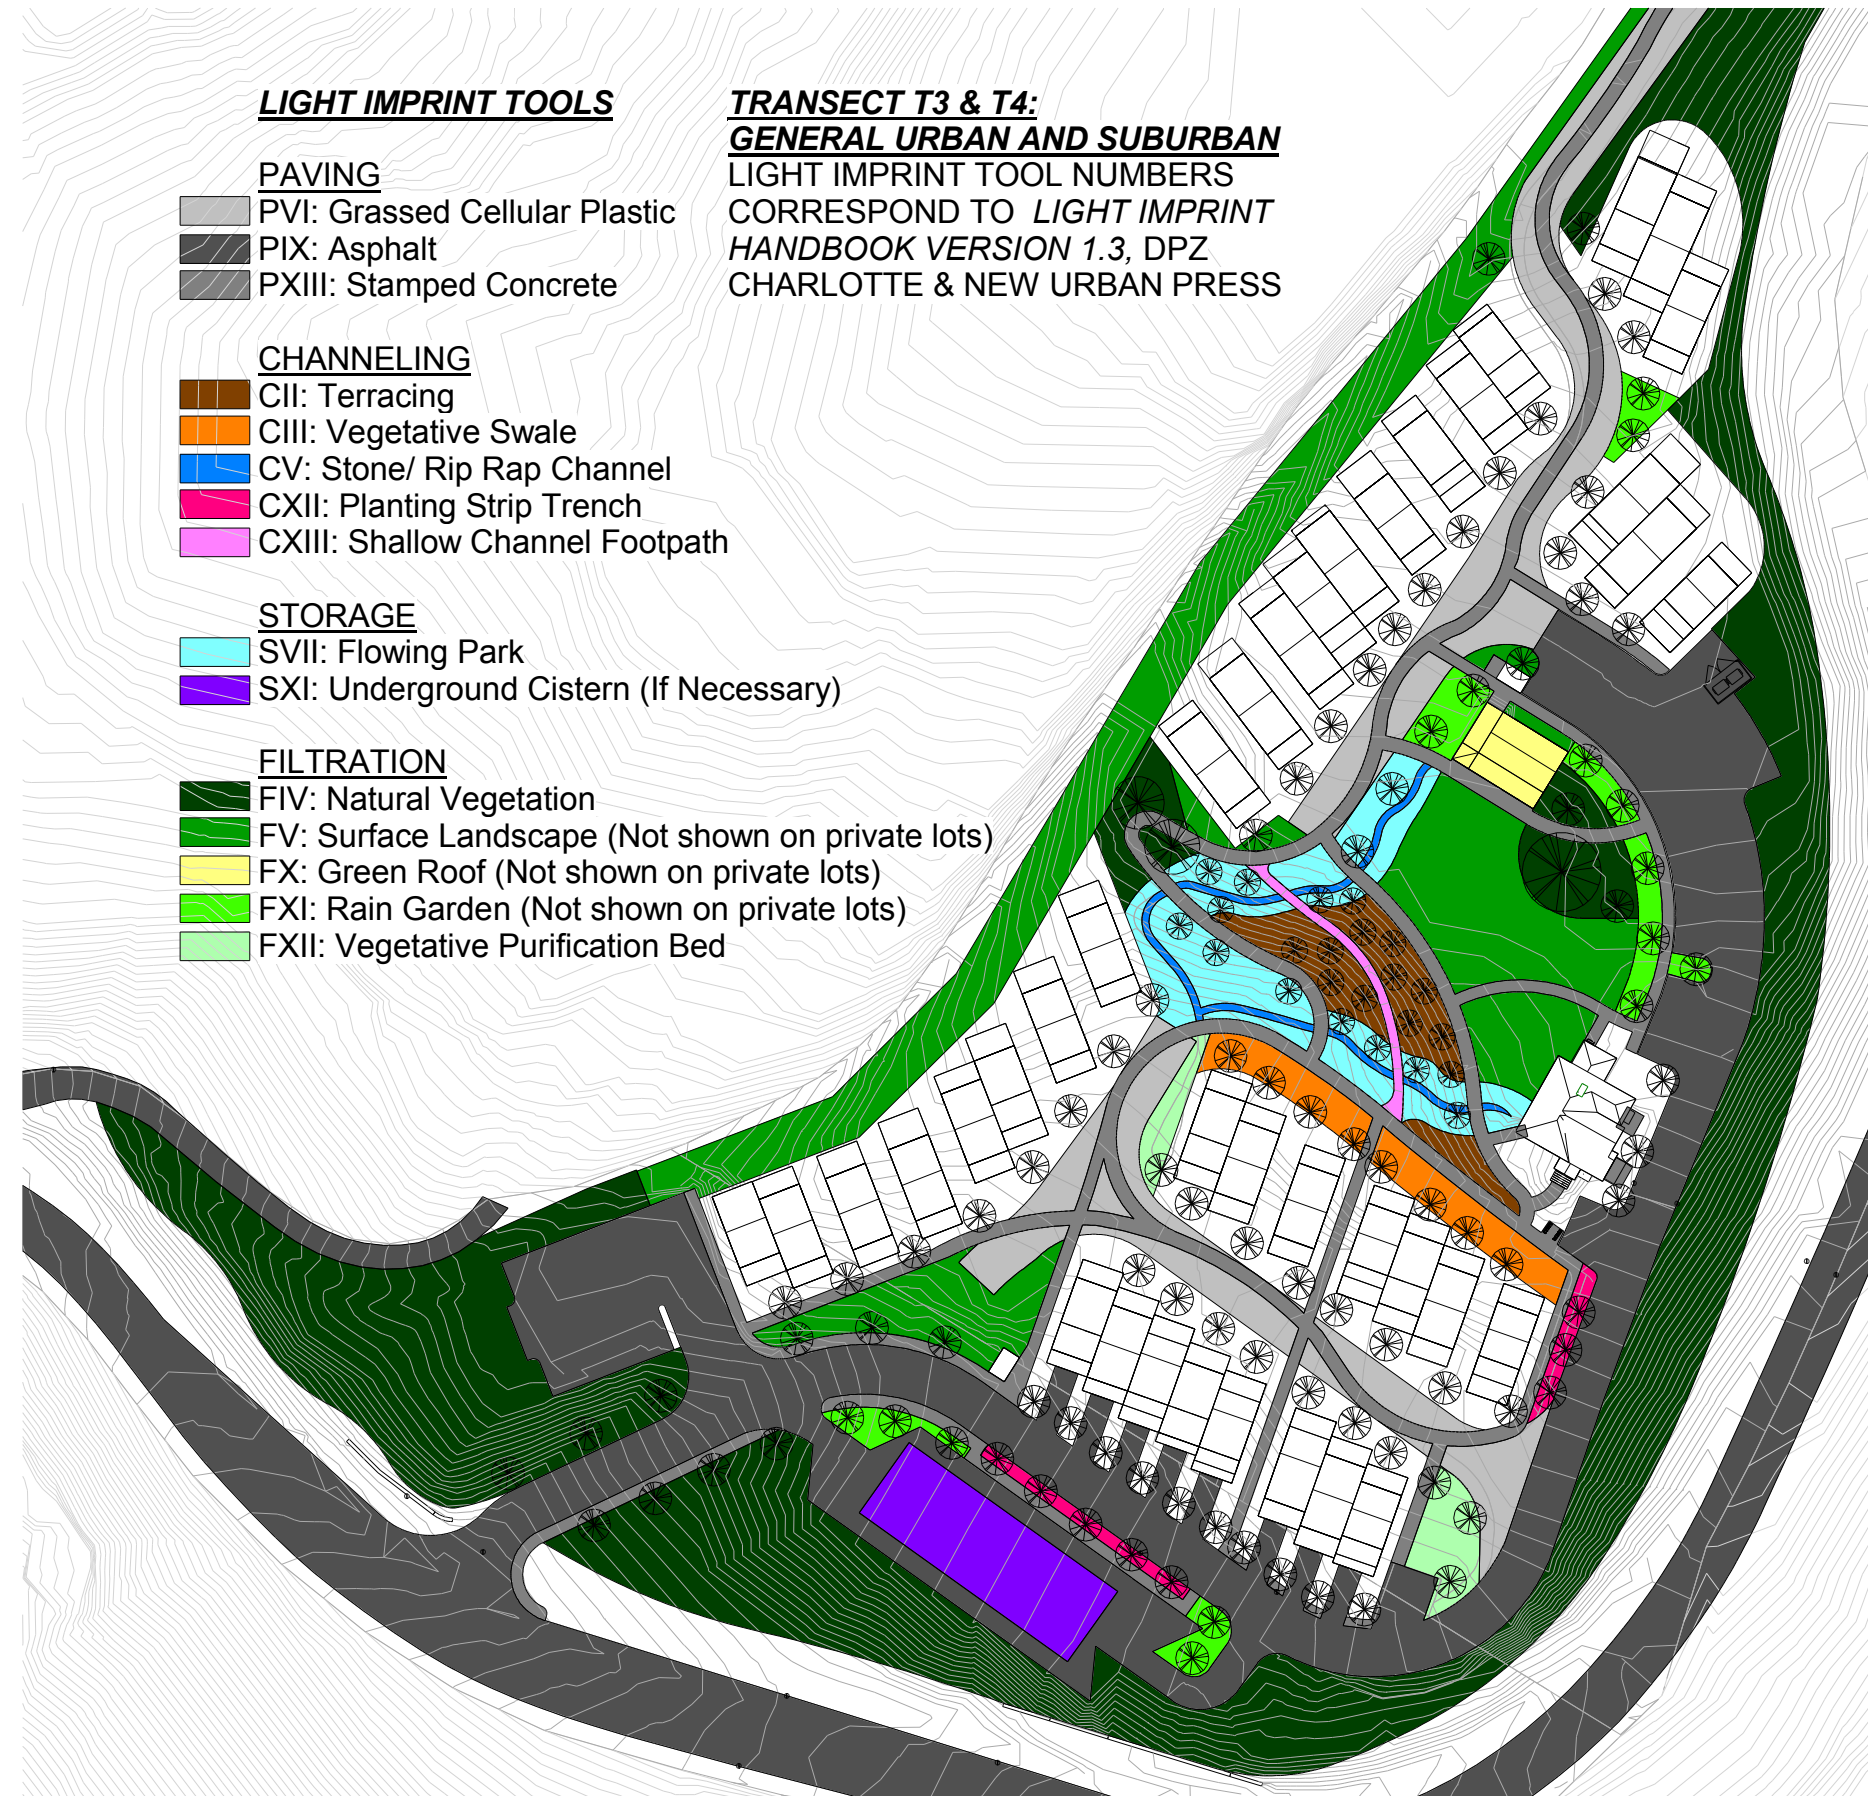 LIGHT IMPRINT TOOLS
PAVING
PVI: Grassed Cellular Plastic
PIX: Asphalt
PXIII: Stamped Concrete
CHANNELING
CII: Terracing
CIII: Vegetative Swale
CV: Stone/ Rip Rap Channel
CXII: Planting Strip Trench
CXIII: Shallow Channel Footpath
STORAGE
SVII: Flowing Park
SXI: Underground Cistern (If Necessary)
FILTRATION
FIV: Natural Vegetation
FV: Surface Landscape (Not shown on private lots)
FX: Green Roof (Not shown on private lots)
FXI: Rain Garden (Not shown on private lots)
FXII: Vegetative Purification Bed
TRANSECT T3 & T4:
GENERAL URBAN AND SUBURBAN
LIGHT IMPRINT TOOL NUMBERS
CORRESPOND TO LIGHT IMPRINT
HANDBOOK VERSION 1.3, DPZ
CHARLOTTE & NEW URBAN PRESS